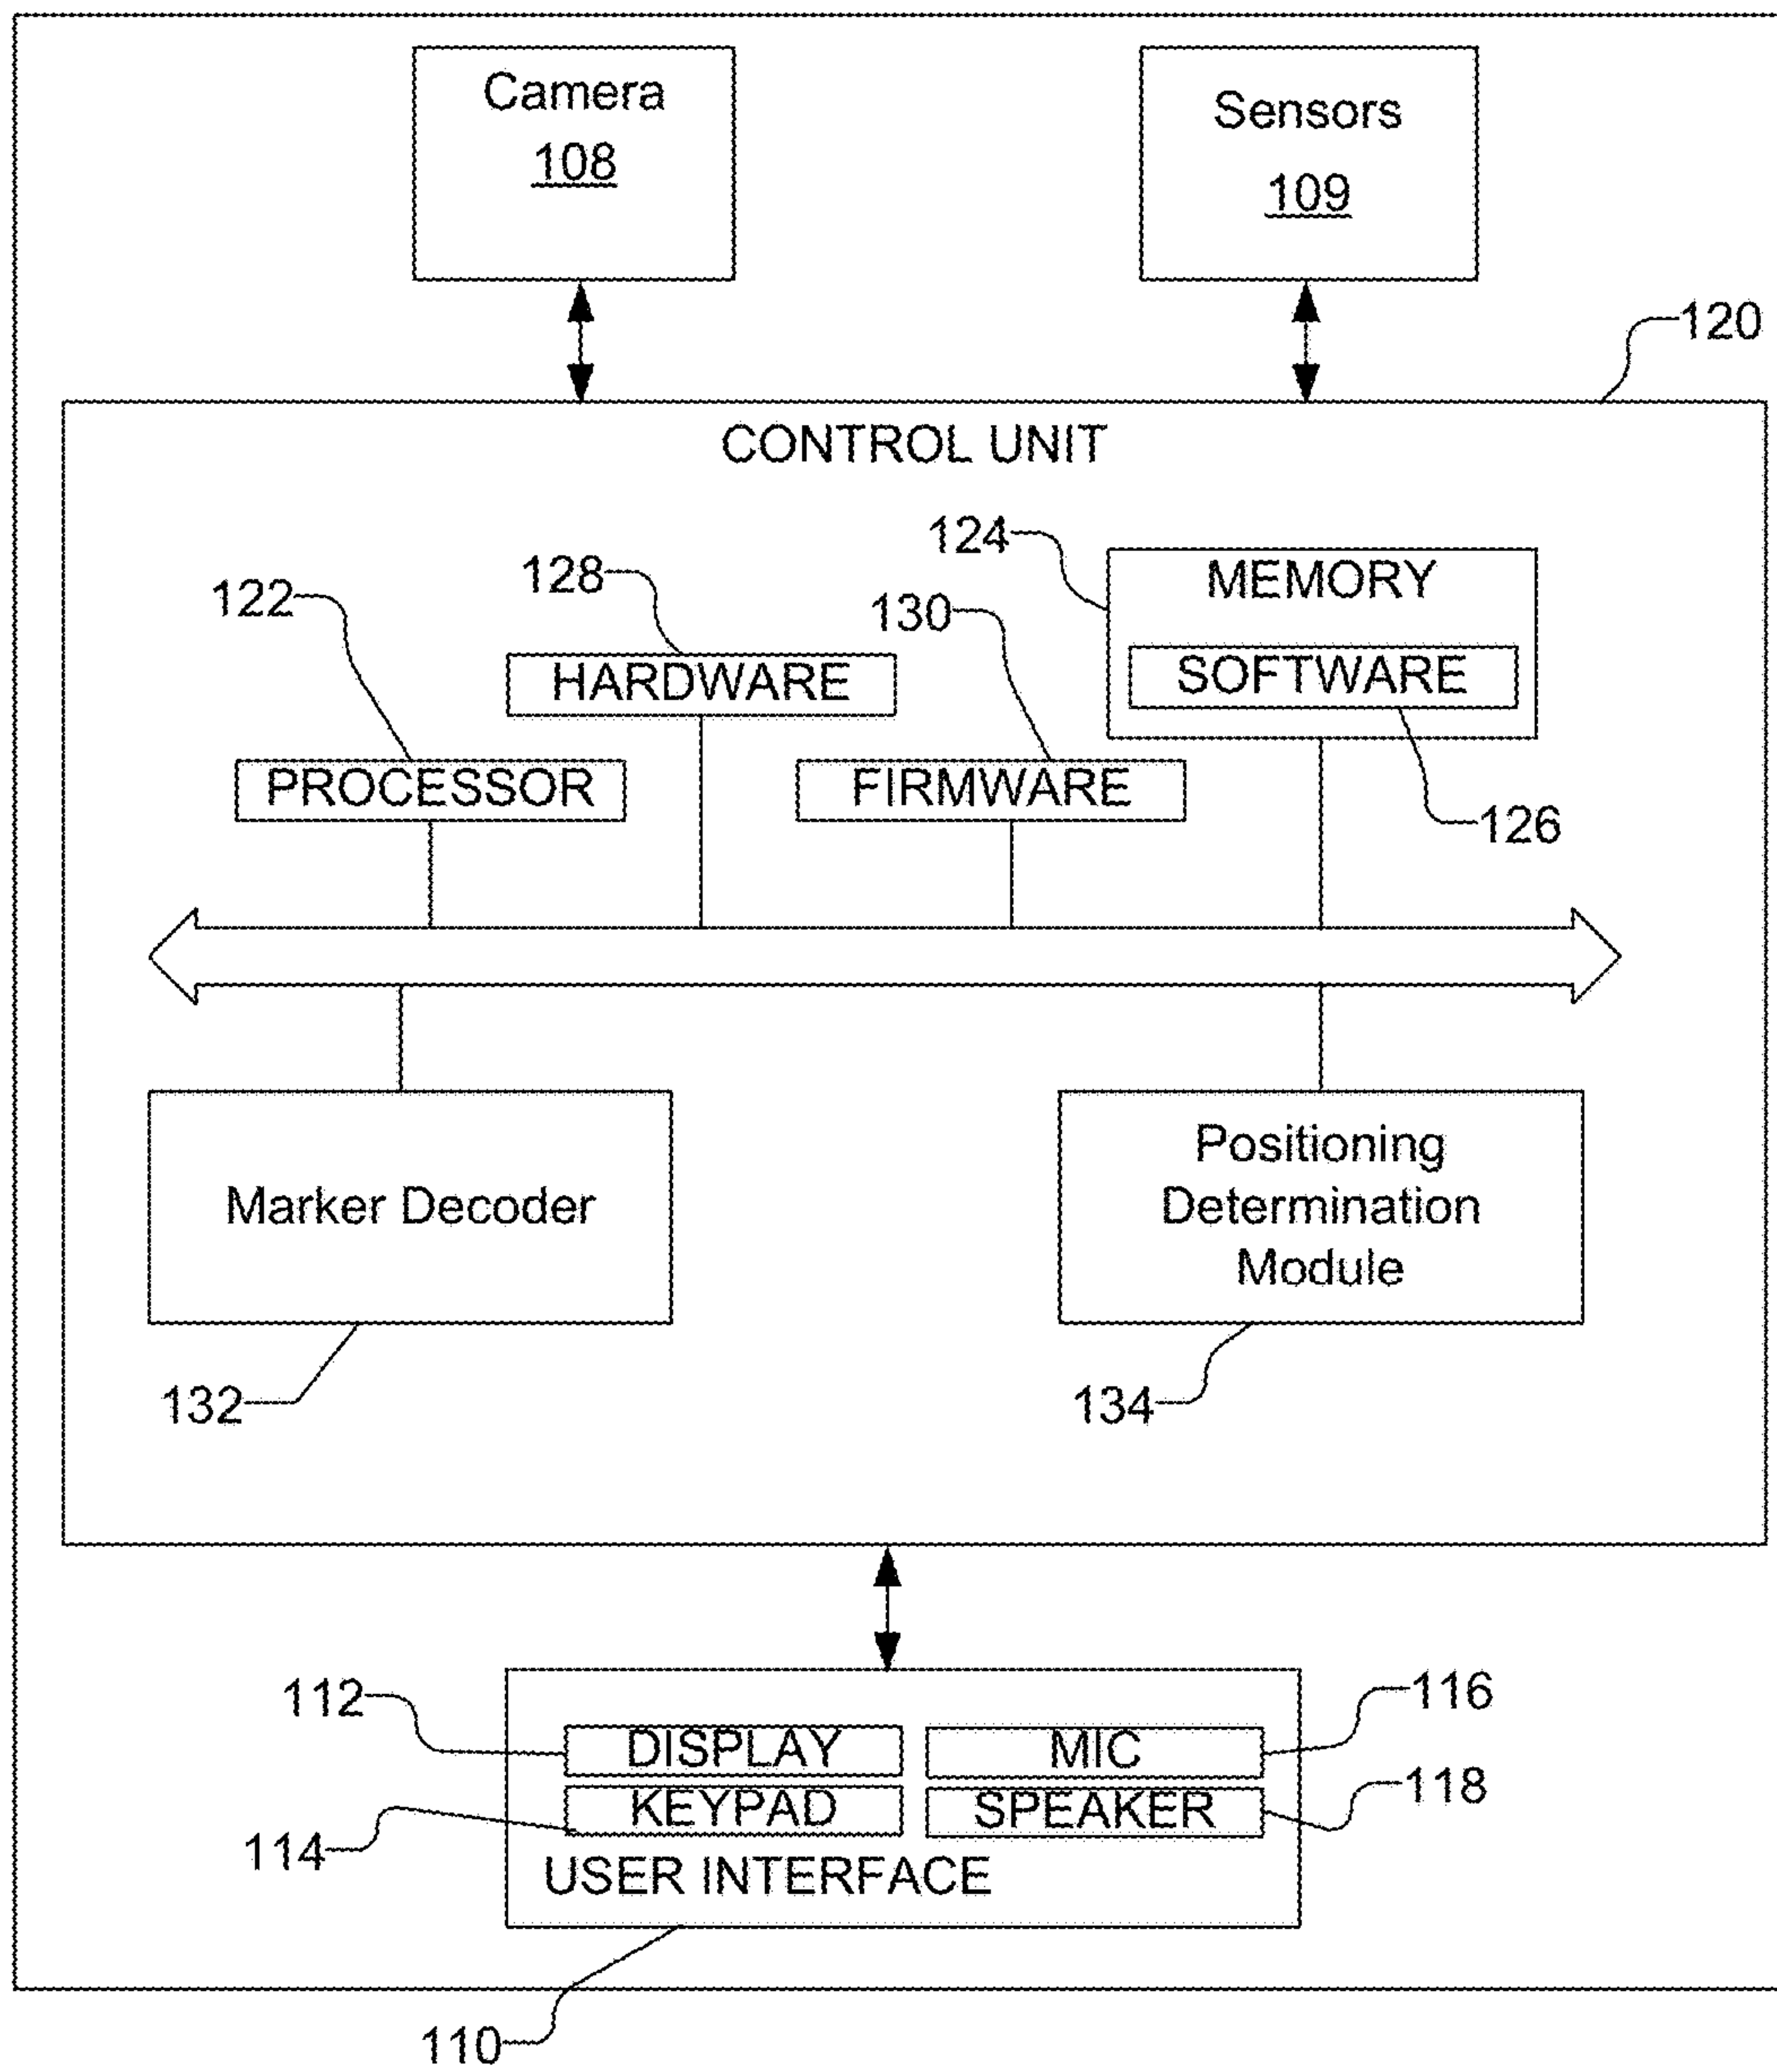 Camera
108
Sensors
109
120
CONTROL UNIT
124
MEMORY
128
122
130
HARDWARE
SOFTWARE
PROCESSOR
FIRMWARE
126
Marker Decoder
Positioning
Determination
Module
132
134
112
116
DISPLAY
MIC
118
KEYPAD
SPEAKER
114
USER INTERFACE
110